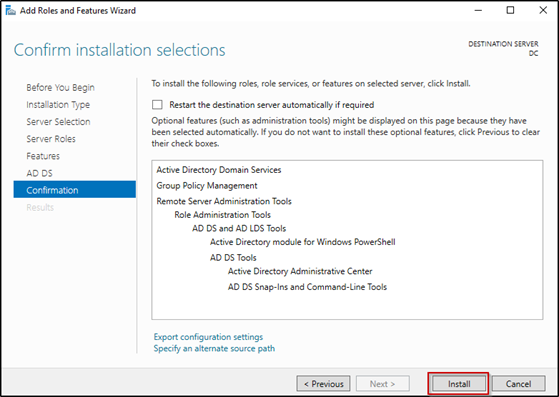 Add Roles and Features Wizard
Confirm installation selections
DESTINATION SERVER
DC
Before You Begin
Installation Type
Server Selection
Server Roles
Features
AD DS
Confirmation
Results
To install the following roles, role services, or features on selected server, click Install.
Restart the destination server automatically if required
Optional features (such as administration tools) might be displayed on this page because they have
been selected automatically. If you do not want to install these optional features, click Previous to clear
their check boxes.
Active Directory Domain Services
Group Policy Management
Remote Server Administration Tools
Role Administration Tools
AD DS and AD LDS Tools
Active Directory module for Windows PowerShell
AD DS Tools
Active Directory Administrative Center
AD DS Snap-Ins and Command-Line Tools
Export configuration settings
Specify an alternate source path
< Previous
Next >
Install
Cancel